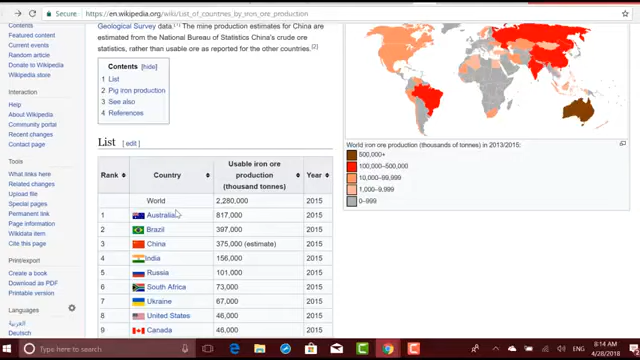 https://en.wikipedia.org/wiki/List_of_countries_by_iron_ore_production
Featured content
Current events
Random article
Wikipedia store
Interaction
Help
About Wikipedia
Community portal
Recent changes
Contact page
Tools
What links here
Related changes
Upload file
Special pages
Permanent link
Page information
Wikidata item
Cite this page
Print/export
Create a book
Download as PDF
Printable version
Languages
العربية
Deutsch
Geological Survey data.[1] The mine production estimates for China are
estimated from the National Bureau of Statistics China's crude ore
statistics, rather than usable ore as reported for the other countries.[2]
Contents [hide]
1 List
2 Pig iron production
3 See also
4 References
List [ edit ]
Rank Country Usable iron ore production (thousand tonnes) Year
World 2,280,000 2015
1 Australia 817,000 2015
2 Brazil 397,000 2015
3 China 375,000 (estimate) 2015
4 India 156,000 2015
5 Russia 101,000 2015
6 South Africa 73,000 2015
7 Ukraine 67,000 2015
8 United States 46,000 2015
9 Canada 46,000 2015
World iron ore production (thousands of tonnes) in 2013/2015:
500,000+
100,000–500,000
10,000–99,999
1,000–9,999
0–999
Type here to search
8:14 AM
4/28/2018